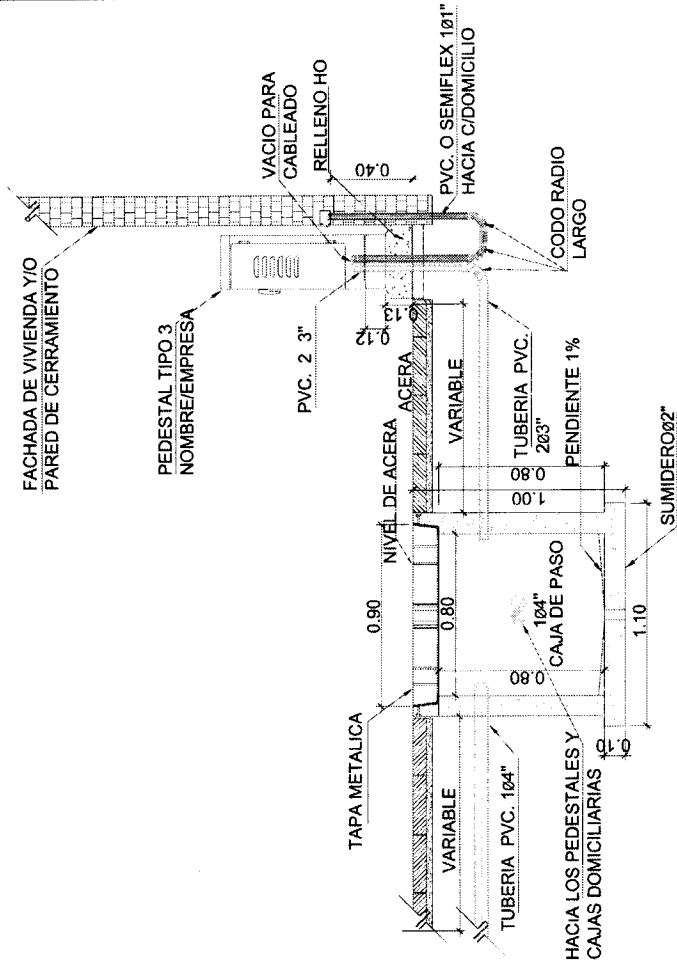 FACHADA DE VIVIENDA Y/O
PARED DE CERRAMIENTO
PEDESTAL TIPO 3
NOMBRE/EMPRESA
VACIO PARA
CABLEADO
RELLENO HO
0.40
PVC. O SEMIFLEX 1Ø1"
HACIA C/DOMICILIO
CODO RADIO
LARGO
PVC. 2 3"
0.12
0.13
ACERA
NIVEL DE ACERA
VARIABLE
TUBERIA PVC.
2Ø3"
PENDIENTE 1%
0.80
1.00
SUMIDEROØ2"
0.90
0.80
TAPA METALICA
1Ø4"
CAJA DE PASO
0.80
1.10
0.10
VARIABLE
TUBERIA PVC. 1Ø4"
HACIA LOS PEDESTALES Y
CAJAS DOMICILIARIAS